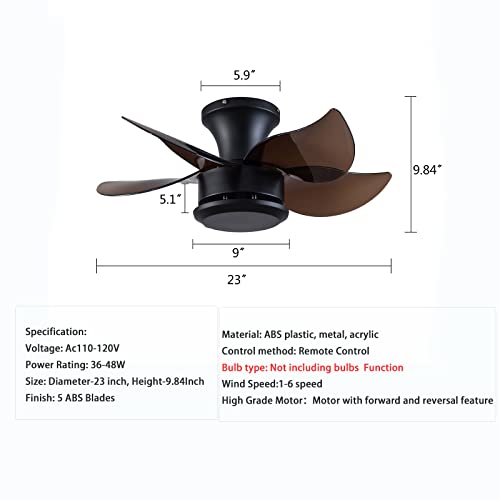 5.9"
9.84"
5.1"
9"
23"
Specification:
Voltage: Ac110-120V
Power Rating: 36-48W
Size: Diameter-23 inch, Height-9.84Inch
Finish: 5 ABS Blades
Material: ABS plastic, metal, acrylic
Control method: Remote Control
Bulb type: Not including bulbs Function
Wind Speed:1-6 speed
High Grade Motor：Motor with forward and reversal feature